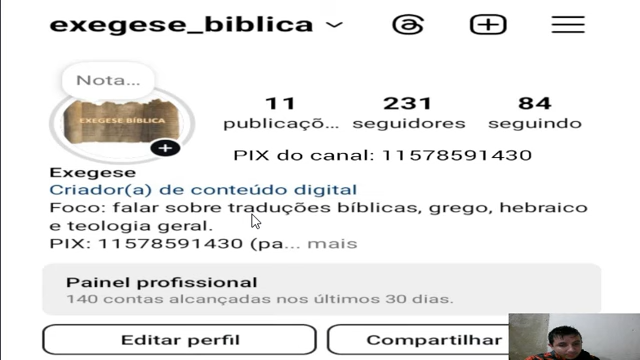 exegese_biblica
Nota...
EXEGESE BÍBLICA
11 231 84
publicaçõ... seguidores seguindo
PIX do canal: 11578591430
Exegese
Criador(a) de conteúdo digital
Foco: falar sobre traduções bíblicas, grego, hebraico
e teologia geral.
PIX: 11578591430 (pa... mais
Painel profissional
140 contas alcançadas nos últimos 30 dias.
Editar perfil
Compartilhar